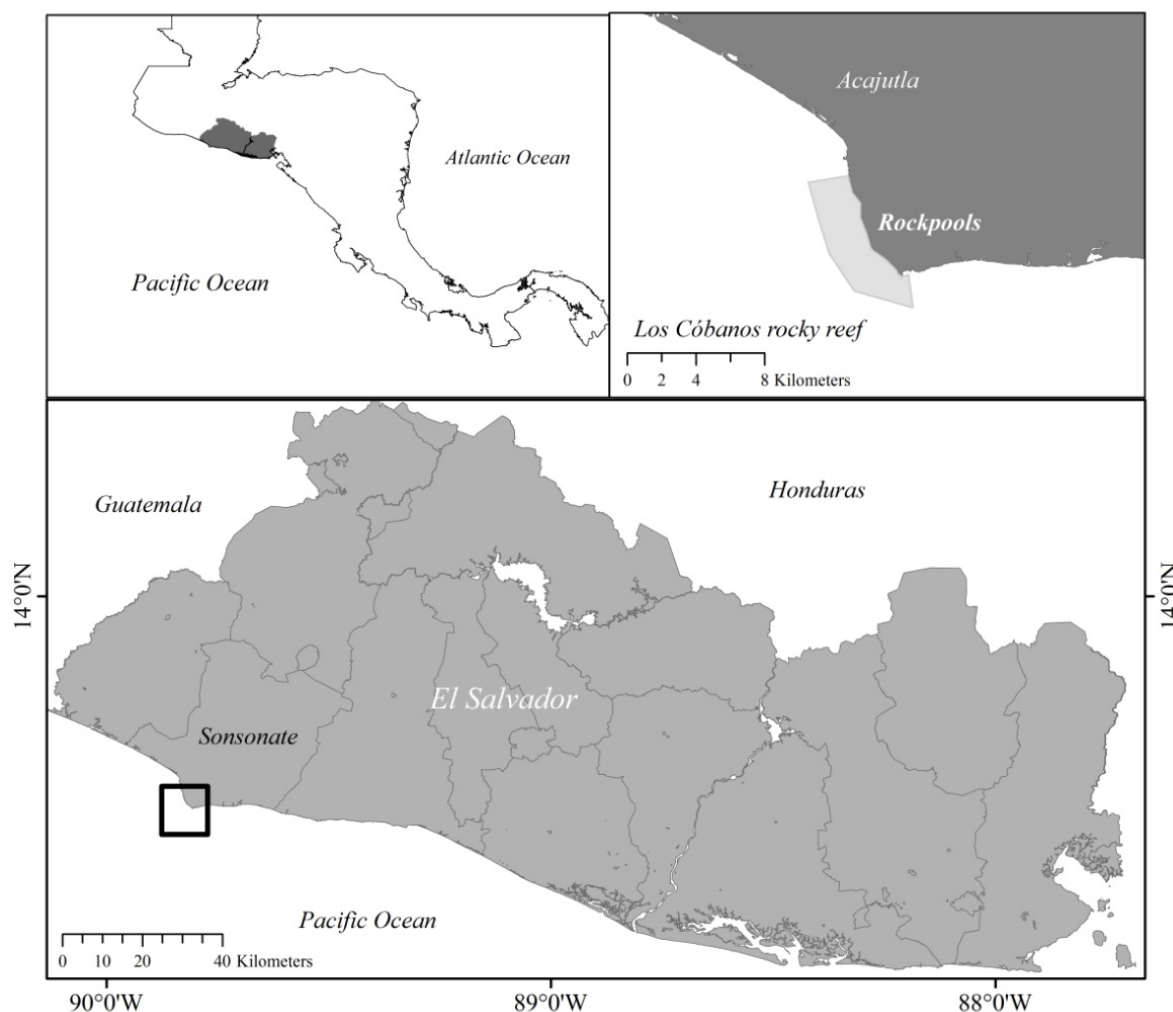 Atlantic Ocean
Pacific Ocean
Acajutla
Rockpools
Los Cóbanos rocky reef
0 2 4 8 Kilometers
Guatemala
Honduras
14°0'N
14°0'N
El Salvador
Sonsonate
Pacific Ocean
0 10 20 40 Kilometers
90°0'W
89°0'W
88°0'W